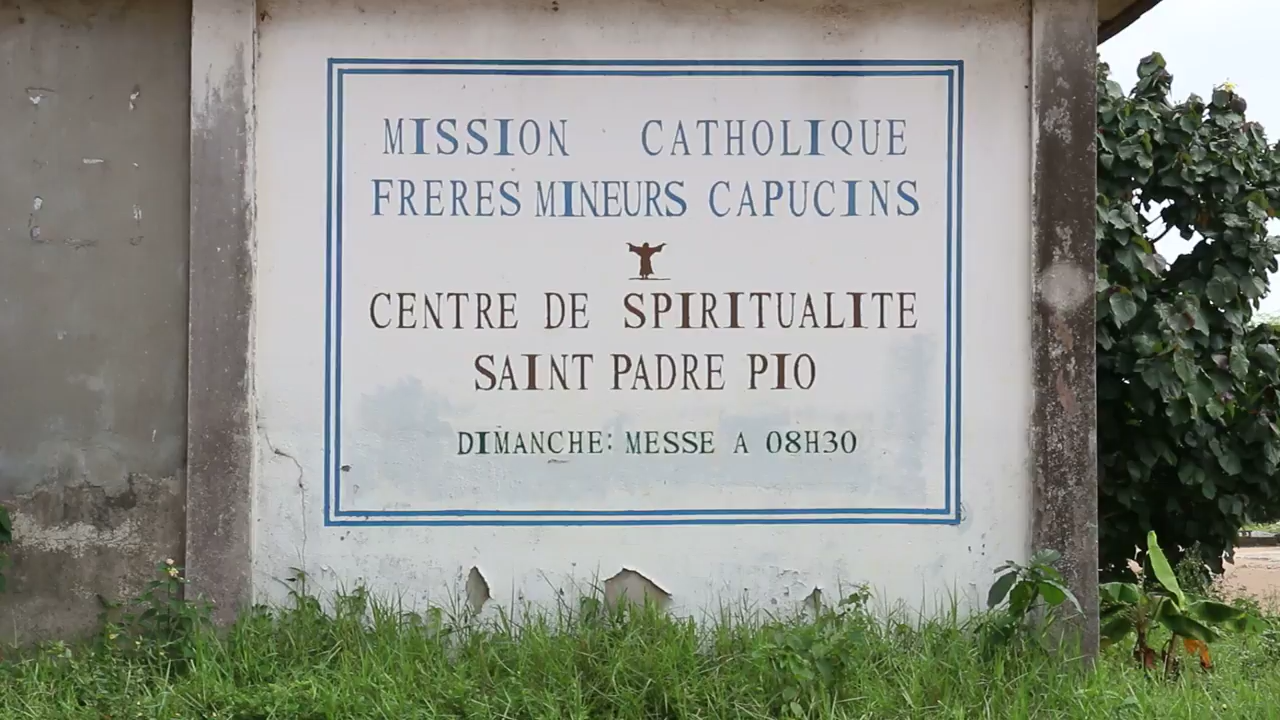 MISSION CATHOLIQUE
FRERES MINEURS CAPUCINS
CENTRE DE SPIRITUALITE
SAINT PADRE PIO
DIMANCHE: MESSE A 08H30